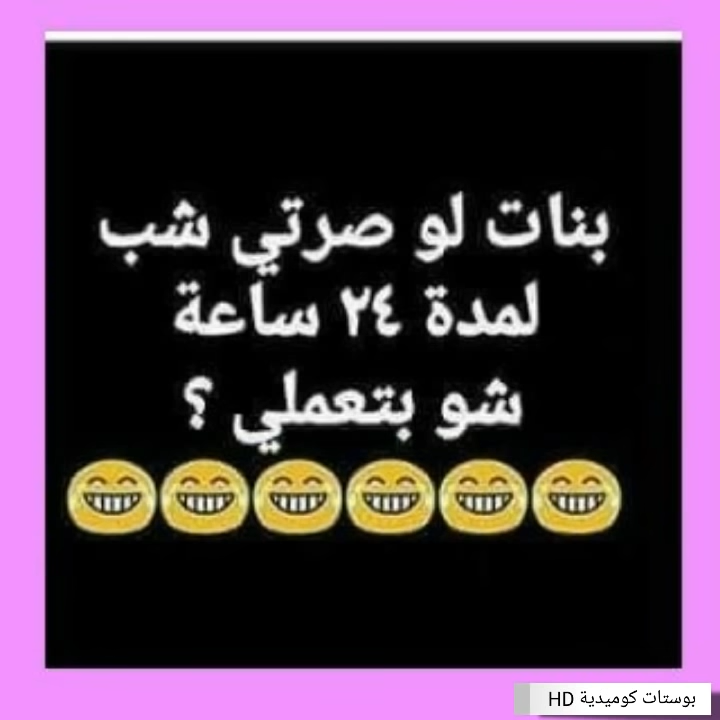 بنات لو صرتي شب
لمدة ٢٤ ساعة
شو بتعملي ؟
بوستات كوميدية HD